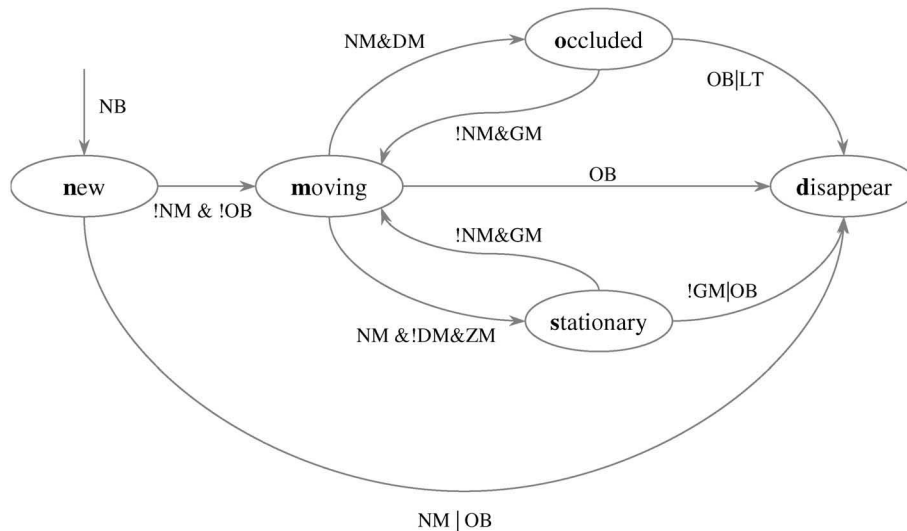 occluded
NM&DM
OB|LT
NB
!NM&GM
OB
new
moving
disappear
!NM & !OB
!NM&GM
!GM|OB
stationary
NM &!DM&ZM
NM | OB